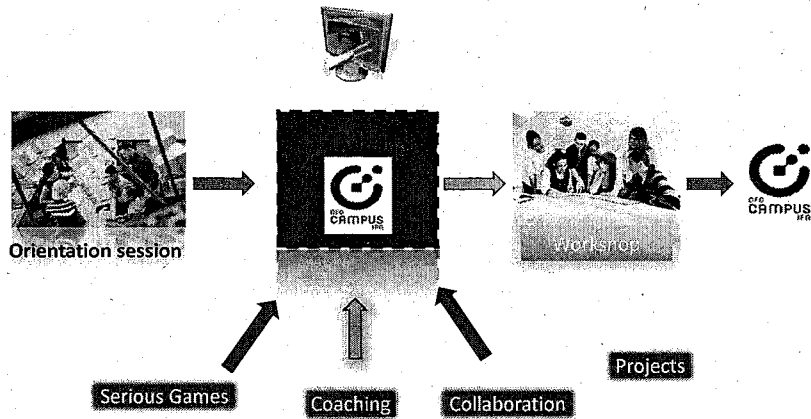 Orientation session
CAMPUS
Workshop
CAMPUS
Serious Games
Coaching
Collaboration
Projects